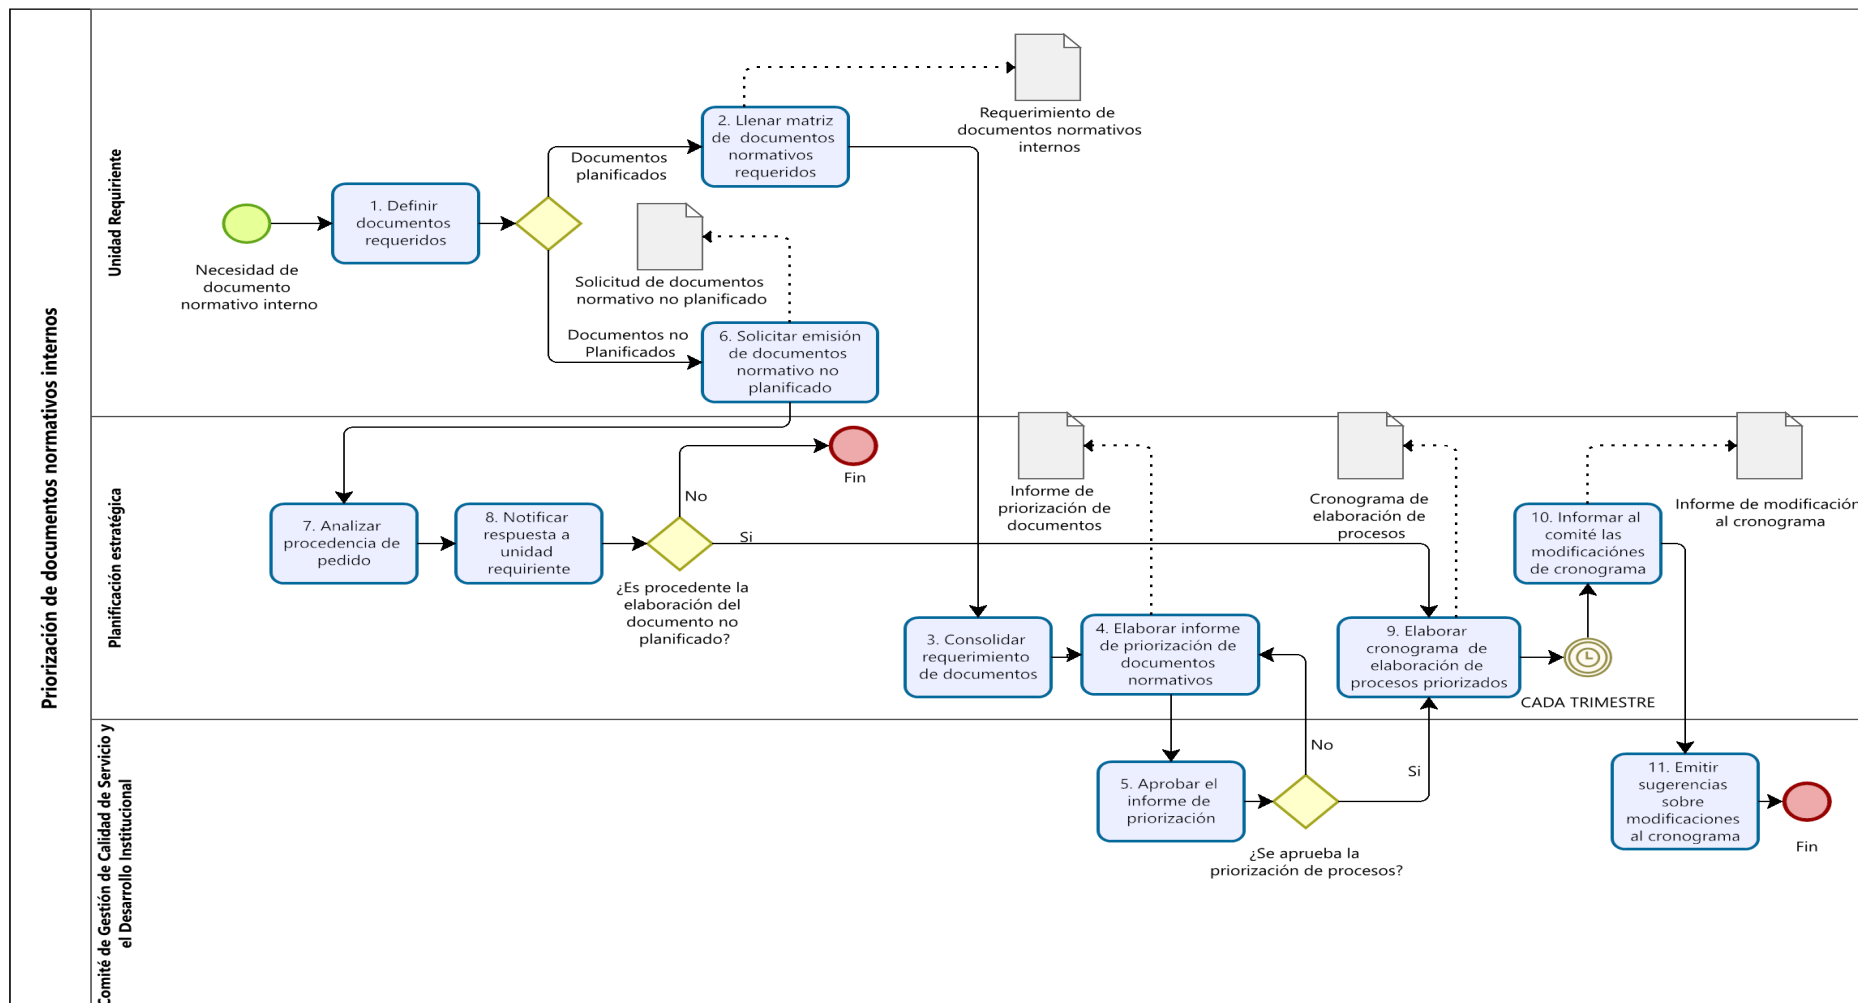 Priorización de documentos normativos internos
Unidad Requiriente
Necesidad de
documento
normativo interno
1. Definir
documentos
requeridos
Documentos
planificados
2. Llenar matriz
de documentos
normativos
requeridos
Requerimiento de
documentos normativos
internos
Solicitud de documentos
normativo no planificado
Documentos no
Planificados
6. Solicitar emisión
de documentos
normativo no
planificado
Planificación estratégica
7. Analizar
procedencia de
pedido
8. Notificar
respuesta a
unidad
requiriente
No
Si
Fin
¿Es procedente la
elaboración del
documento no
planificado?
3. Consolidar
requerimiento
de documentos
Informe de
priorización de
documentos
4. Elaborar informe
de priorización de
documentos
normativos
Cronograma de
elaboración de
procesos
9. Elaborar
cronograma de
elaboración de
procesos priorizados
CADA TRIMESTRE
10. Informar al
comité las
modificaciónes
de cronograma
Informe de modificación
al cronograma
Comité de Gestión de Calidad de Servicio y
el Desarrollo Institucional
5. Aprobar el
informe de
priorización
No
Si
¿Se aprueba la
priorización de procesos?
11. Emitir
sugerencias
sobre
modificaciones
al cronograma
Fin